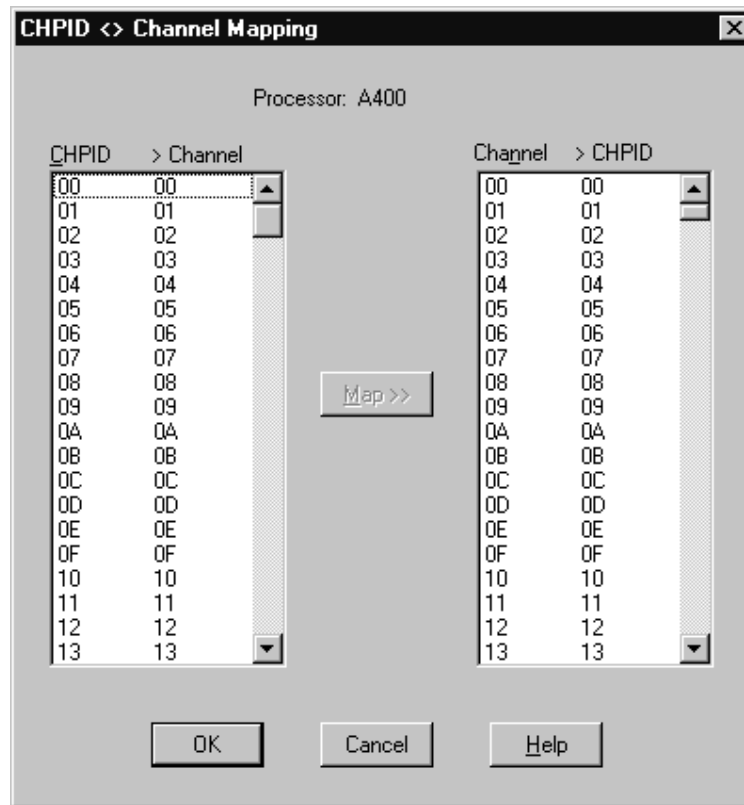 CHPID <> Channel Mapping
Processor: A400
CHPID > Channel
00 00
01 01
02 02
03 03
04 04
05 05
06 06
07 07
08 08
09 09
0A 0A
0B 0B
0C 0C
0D 0D
0E 0E
0F 0F
10 10
11 11
12 12
13 13
Map >>
Channel > CHPID
00 00
01 01
02 02
03 03
04 04
05 05
06 06
07 07
08 08
09 09
0A 0A
0B 0B
0C 0C
0D 0D
0E 0E
0F 0F
10 10
11 11
12 12
13 13
OK Cancel Help